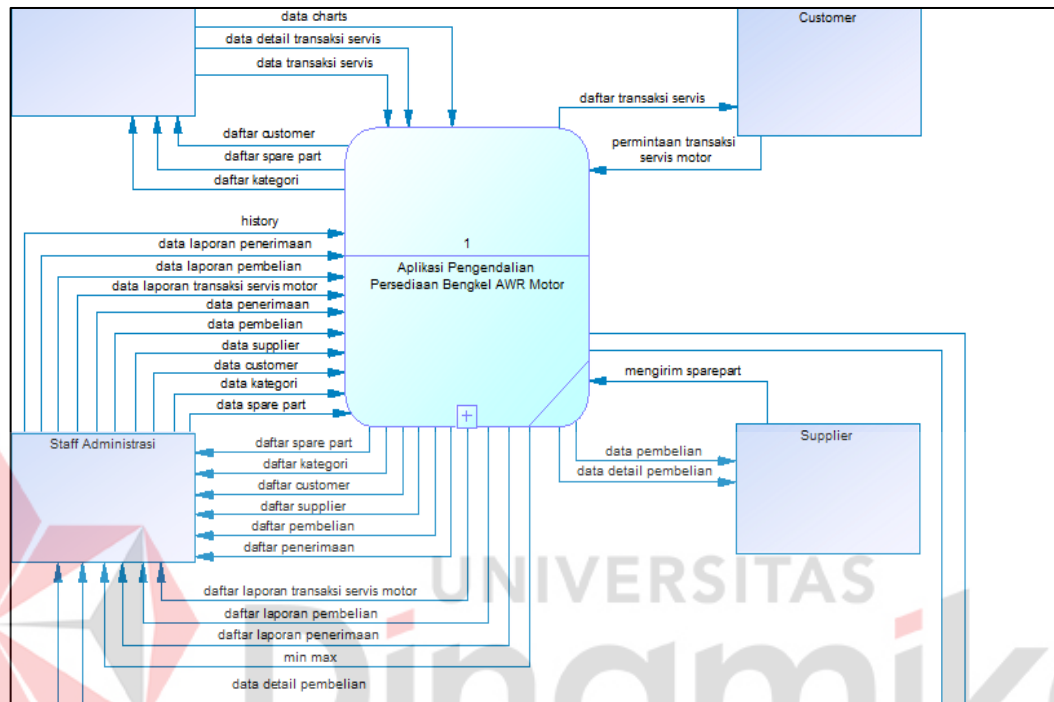 data charts
Customer
data detail transaksi servis
data transaksi servis
daftar transaksi servis
daftar customer
permintaan transaksi
servis motor
daftar spare part
daftar kategori
history
data laporan penerimaan
1
data laporan pembelian
Aplikasi Pengendalian
Persediaan Bengkel AWR Motor
data laporan transaksi servis motor
data penerimaan
data pembelian
data supplier
data customer
mengirim sparepart
data kategori
data spare part
Staff Administrasi
Supplier
daftar spare part
data pembelian
daftar kategori
data detail pembelian
daftar customer
daftar supplier
daftar pembelian
daftar penerimaan
UNIVERSITAS
daftar laporan transaksi servis motor
daftar laporan pembelian
Dinamika
daftar laporan penerimaan
min max
data detail pembelian